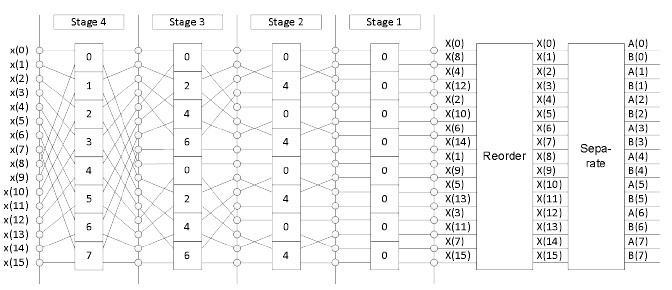 Stage 4 Stage 3 Stage 2 Stage 1
x(0) 0 0 0 0 X(0) X(0) A(0)
x(1) X(8) X(1) B(0)
x(2) 1 2 4 0 X(4) X(2) A(1)
x(3) X(12) X(3) B(1)
x(4) 2 4 0 0 X(2) X(4) A(2)
x(5) X(10) X(5) B(2)
x(6) 3 6 4 0 X(6) X(6) A(3)
x(7) X(14) X(7) B(3)
Reorder Sepa-
rate
x(8) 4 0 0 0 X(1) X(8) A(4)
x(9) X(9) X(9) B(4)
x(10) 5 2 4 0 X(5) X(10) A(5)
x(11) X(13) X(11) B(5)
x(12) 6 4 0 0 X(3) X(12) A(6)
x(13) X(11) X(13) B(6)
x(14) 7 6 4 0 X(7) X(14) A(7)
x(15) X(15) X(15) B(7)